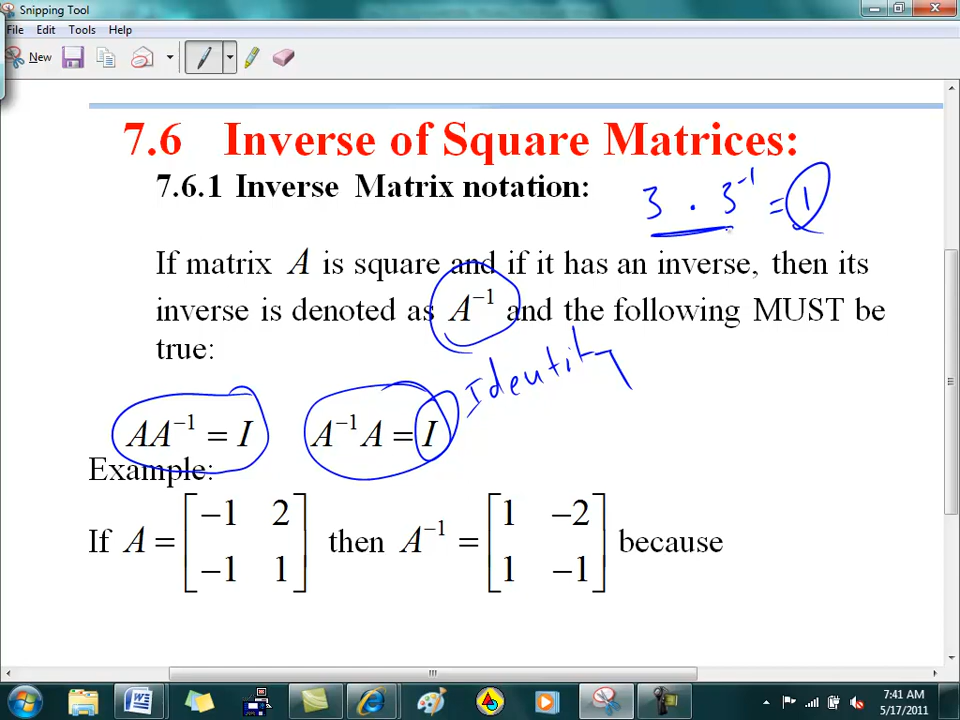 Snipping Tool
File Edit Tools Help
New
7.6 Inverse of Square Matrices:
7.6.1 Inverse Matrix notation:
3 · 3⁻¹ = 1
If matrix A is square and if it has an inverse, then its
inverse is denoted as A⁻¹ and the following MUST be
true:
Identity
AA⁻¹ = I A⁻¹A = I
Example:
If A = [−1 2; −1 1] then A⁻¹ = [1 −2; 1 −1] because
7:41 AM
5/17/2011